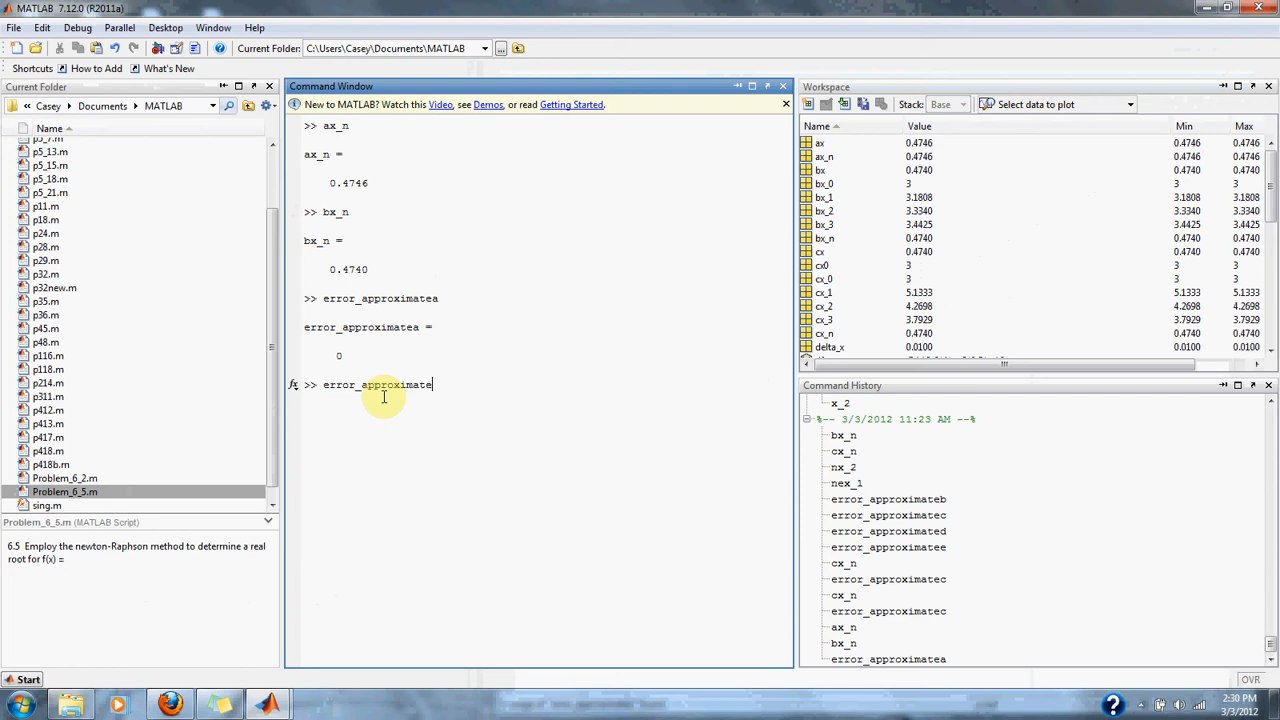 MATLAB 7.12.0 (R2011a)
File Edit Debug Parallel Desktop Window Help
Current Folder: C:\Users\Casey\Documents\MATLAB
Shortcuts How to Add What's New
Current Folder
Casey Documents MATLAB
Name
p5_7.m
p5_13.m
p5_15.m
p5_18.m
p5_21.m
p11.m
p18.m
p24.m
p28.m
p29.m
p32.m
p32new.m
p35.m
p36.m
p45.m
p48.m
p116.m
p118.m
p214.m
p311.m
p412.m
p413.m
p417.m
p418.m
p418b.m
Problem_6_2.m
Problem_6_5.m
sing.m
Problem_6_5.m (MATLAB Script)
6.5 Employ the newton-Raphson method to determine a real
root for f(x) =
Command Window
New to MATLAB? Watch this Video, see Demos, or read Getting Started.
>> ax_n
ax_n =
0.4746
>> bx_n
bx_n =
0.4740
>> error_approximatea
error_approximatea =
0
fx >> error_approximate
Workspace
Stack: Base Select data to plot
Name Value Min Max
ax 0.4746 0.4746 0.4746
ax_n 0.4746 0.4746 0.4746
bx 0.4740 0.4740 0.4740
bx_0 3 3 3
bx_1 3.1808 3.1808 3.1808
bx_2 3.3340 3.3340 3.3340
bx_3 3.4425 3.4425 3.4425
bx_n 0.4740 0.4740 0.4740
cx 0.4740 0.4740 0.4740
cx0 3 3 3
cx_0 3 3 3
cx_1 5.1333 5.1333 5.1333
cx_2 4.2698 4.2698 4.2698
cx_3 3.7929 3.7929 3.7929
cx_n 0.4740 0.4740 0.4740
delta_x 0.0100 0.0100 0.0100
Command History
x_2
%-- 3/3/2012 11:23 AM --%
bx_n
cx_n
nx_2
nex_1
error_approximateb
error_approximatec
error_approximated
error_approximatee
cx_n
error_approximatec
cx_n
error_approximatec
ax_n
bx_n
error_approximatea
Start
OVR
2:30 PM
3/3/2012